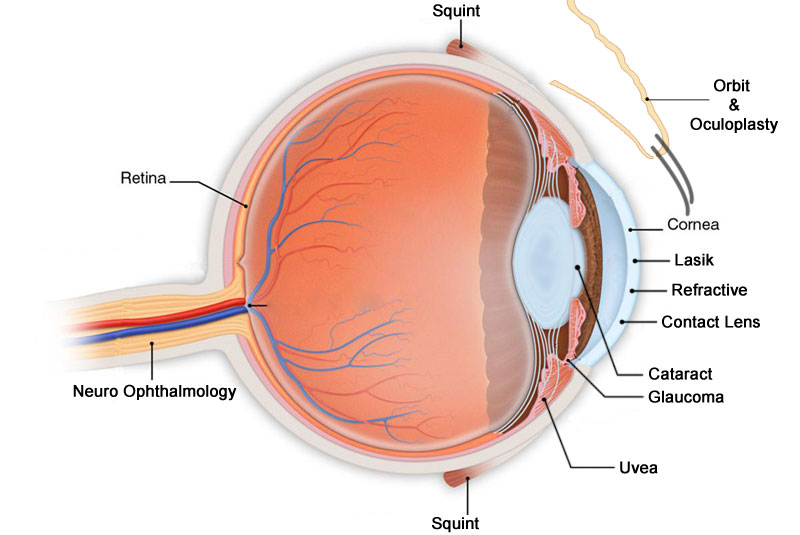 Squint
Orbit
&
Oculoplasty
Retina
Cornea
Lasik
Refractive
Contact Lens
Cataract
Neuro Ophthalmology
Glaucoma
Uvea
Squint